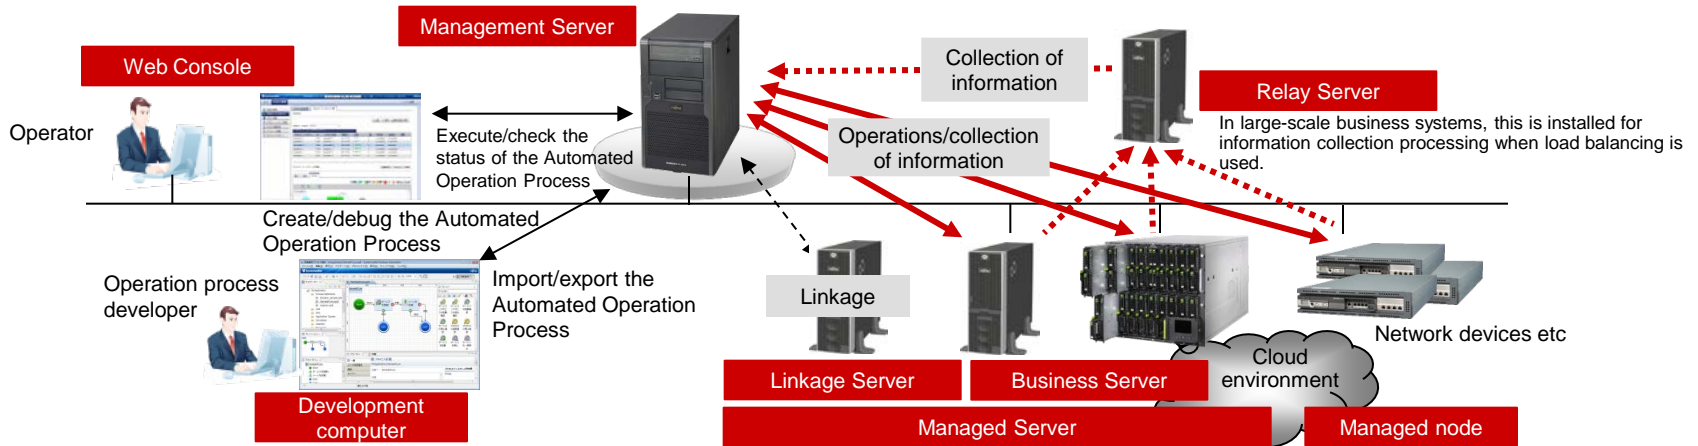 Management Server
Web Console
Collection of
information
Relay Server
Operator
Execute/check the
status of the Automated
Operation Process
Operations/collection
of information
In large-scale business systems, this is installed for
information collection processing when load balancing is
used.
Create/debug the Automated
Operation Process
Operation process
developer
Import/export the
Automated Operation
Process
Linkage
Network devices etc
Cloud
environment
Linkage Server
Business Server
Development
computer
Managed Server
Managed node